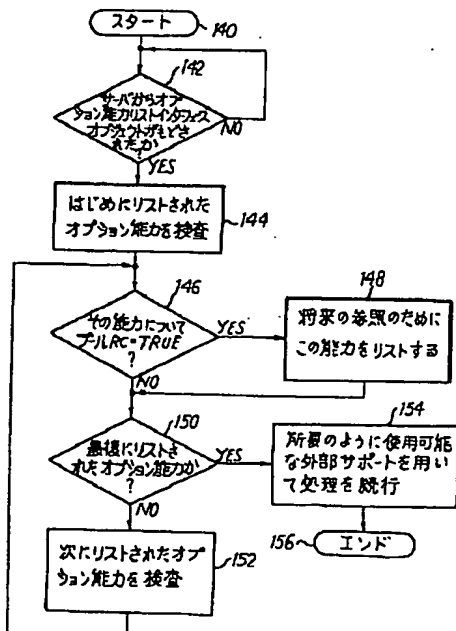 スタート
140
142
サーバからオプ
ション能力リストインタフェス
オブジェクトがもどさ
れたか
?
NO
YES
はじめにリストされた
オプション能力を検査
144
146
その能力について
ブールRC=TRUE
?
YES
NO
148
将来の参照のために
この能力をリストする
150
最後にリストさ
れたオプション能力か
?
YES
NO
154
所要のように使用可能
な外部サポートを用い
て処理を続行
156
エンド
次にリストされたオプ
ション能力を検査
152